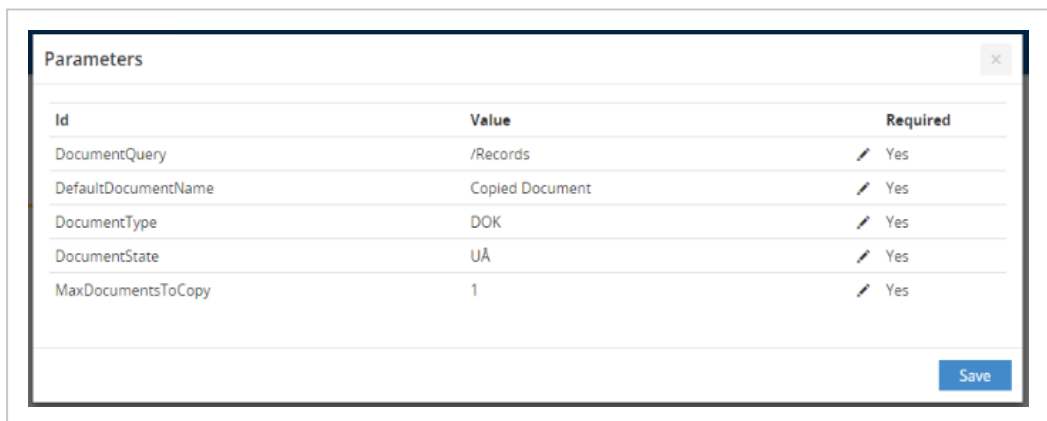 Parameters
Id Value Required
DocumentQuery /Records Yes
DefaultDocumentName Copied Document Yes
DocumentType DOK Yes
DocumentState UÅ Yes
MaxDocumentsToCopy 1 Yes
Save